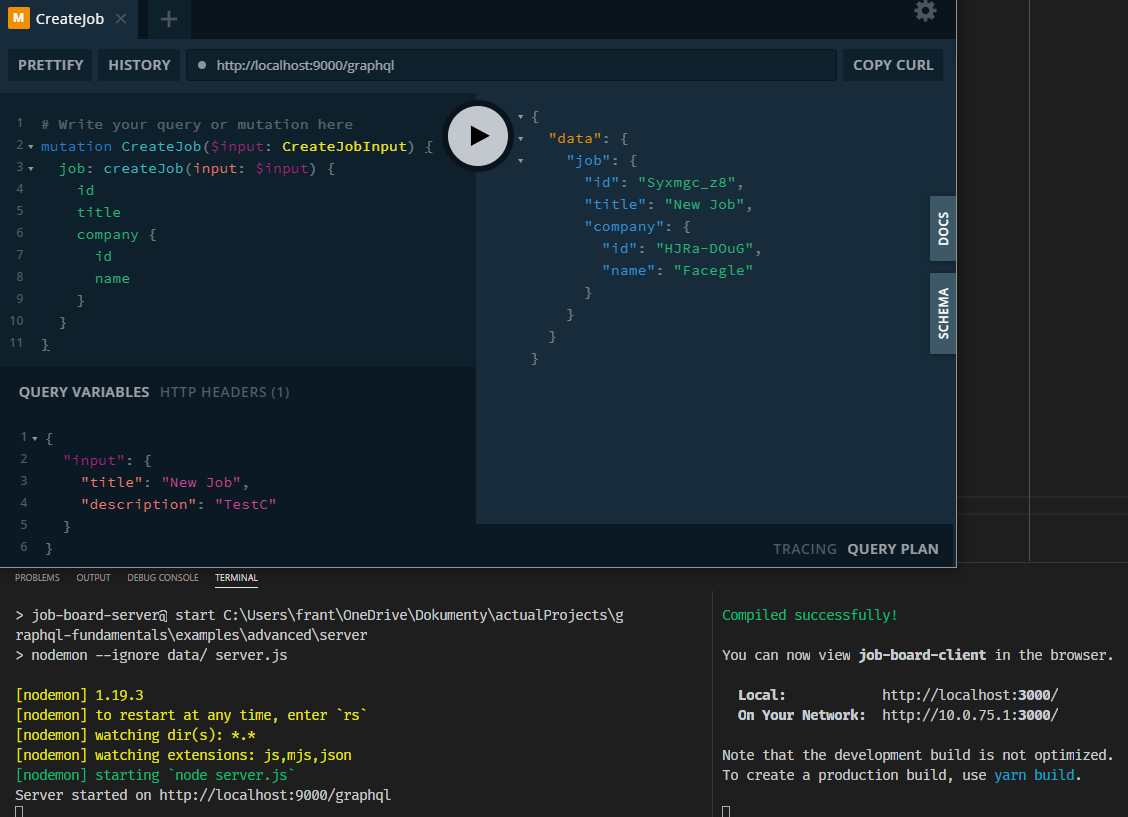 M CreateJob × +
PRETTIFY HISTORY http://localhost:9000/graphql COPY CURL
1 # Write your query or mutation here
2 mutation CreateJob($input: CreateJobInput) {
3 job: createJob(input: $input) {
4 id
5 title
6 company {
7 id
8 name
9 }
10 }
11 }
{
"data": {
"job": {
"id": "Syxmgc_z8",
"title": "New Job",
"company": {
"id": "HJRa-DOuG",
"name": "Facegle"
}
}
}
}
DOCS
SCHEMA
QUERY VARIABLES HTTP HEADERS (1)
1 {
2 "input": {
3 "title": "New Job",
4 "description": "TestC"
5 }
6 }
TRACING QUERY PLAN
PROBLEMS OUTPUT DEBUG CONSOLE TERMINAL
> job-board-server@ start C:\Users\frant\OneDrive\Dokumenty\actualProjects\g
raphql-fundamentals\examples\advanced\server
> nodemon --ignore data/ server.js
[nodemon] 1.19.3
[nodemon] to restart at any time, enter `rs`
[nodemon] watching dir(s): *.*
[nodemon] watching extensions: js,mjs,json
[nodemon] starting `node server.js`
Server started on http://localhost:9000/graphql
Compiled successfully!
You can now view job-board-client in the browser.
Local: http://localhost:3000/
On Your Network: http://10.0.75.1:3000/
Note that the development build is not optimized.
To create a production build, use yarn build.